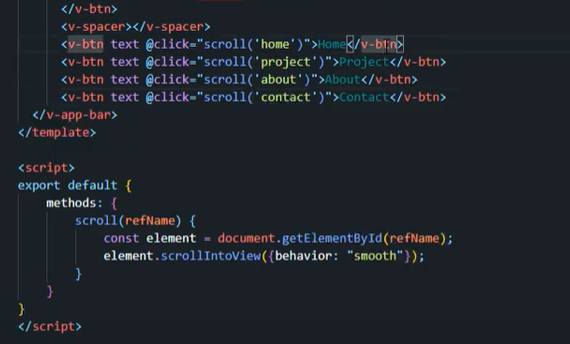 </v-btn>
<v-spacer></v-spacer>
<v-btn text @click="scroll('home')">Home</v-btn>
<v-btn text @click="scroll('project')">Project</v-btn>
<v-btn text @click="scroll('about')">About</v-btn>
<v-btn text @click="scroll('contact')">Contact</v-btn>
</v-app-bar>
</template>
<script>
export default {
methods: {
scroll(refName) {
const element = document.getElementById(refName);
element.scrollIntoView({behavior: "smooth"});
}
}
}
</script>